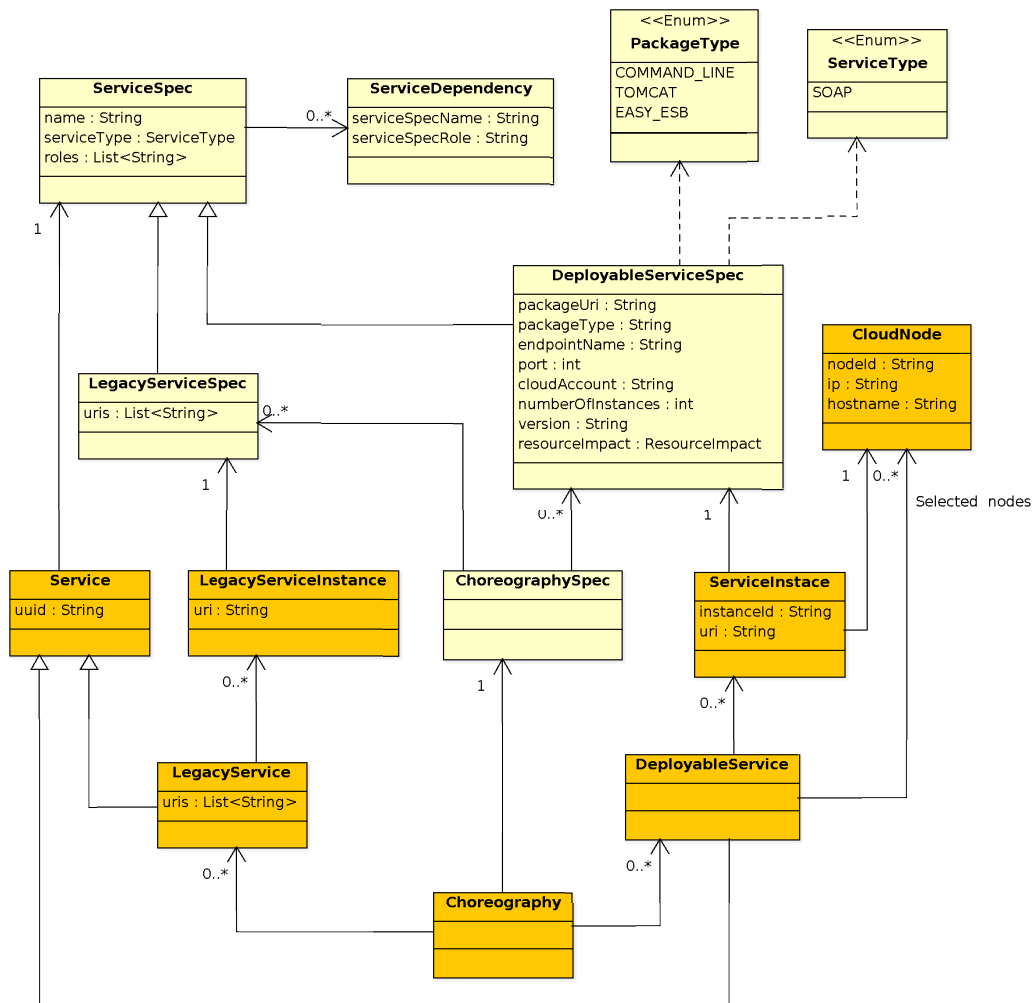 <<Enum>>
PackageType
COMMAND_LINE
TOMCAT
EASY_ESB
<<Enum>>
ServiceType
SOAP
ServiceSpec
name : String
serviceType : ServiceType
roles : List<String>
0..*
ServiceDependency
serviceSpecName : String
serviceSpecRole : String
1
DeployableServiceSpec
packageUri : String
packageType : String
endpointName : String
port : int
cloudAccount : String
numberOfInstances : int
version : String
resourceImpact : ResourceImpact
CloudNode
nodeId : String
ip : String
hostname : String
LegacyServiceSpec
uris : List<String>
0..*
1
0..*
1
1
0..*
Selected nodes
Service
uuid : String
LegacyServiceInstance
uri : String
ChoreographySpec
ServiceInstace
instanceId : String
uri : String
0..*
1
0..*
LegacyService
uris : List<String>
DeployableService
0..*
0..*
Choreography